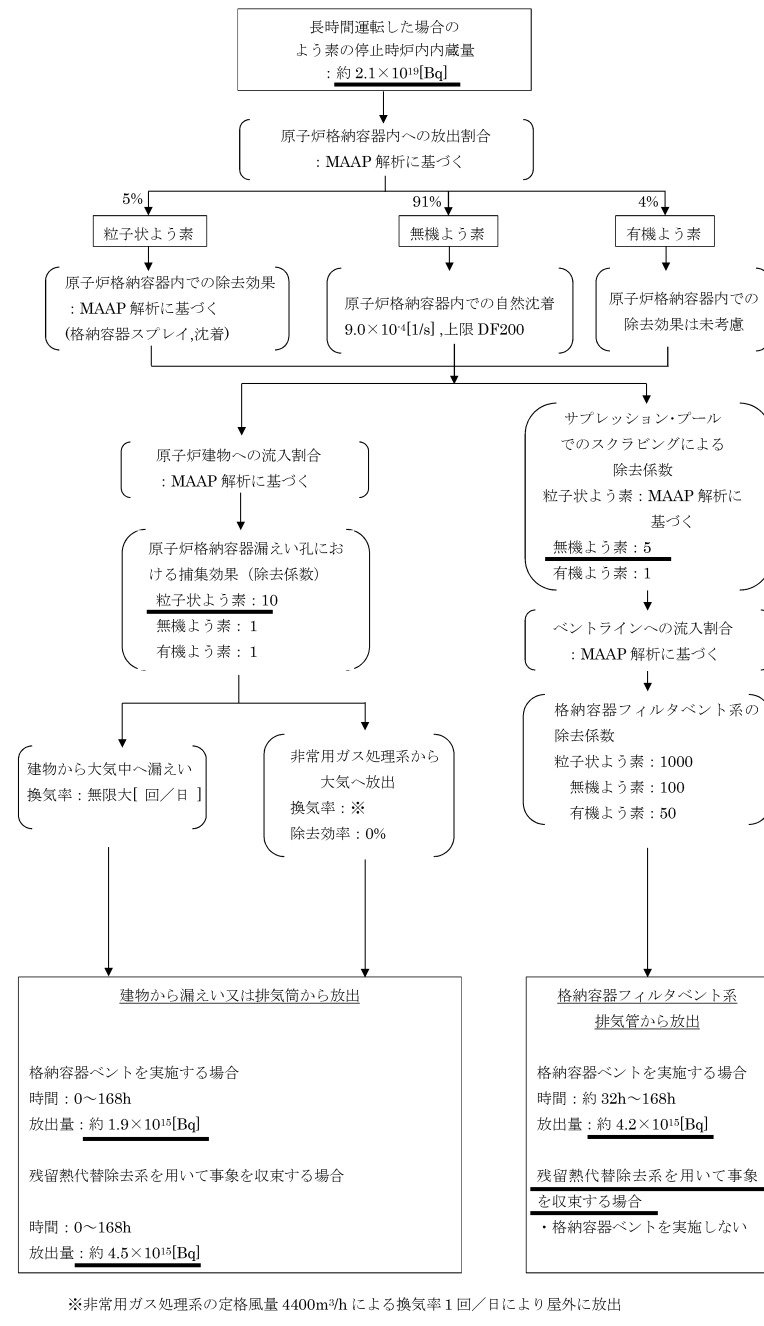 長時間運転した場合の
よう素の停止時炉内内蔵量
：約 2.1×10¹⁹[Bq]
原子炉格納容器内への放出割合
：MAAP 解析に基づく
5%
91%
4%
粒子状よう素
無機よう素
有機よう素
原子炉格納容器内での除去効果
：MAAP 解析に基づく
(格納容器スプレイ,沈着)
原子炉格納容器内での自然沈着
9.0×10⁻⁴[1/s] ,上限 DF200
原子炉格納容器内での
除去効果は未考慮
原子炉建物への流入割合
：MAAP 解析に基づく
原子炉格納容器漏えい孔にお
ける捕集効果（除去係数）
粒子状よう素：10
無機よう素： 1
有機よう素： 1
サプレッション・プール
でのスクラビングによる
除去係数
粒子状よう素：MAAP 解析に
基づく
無機よう素：5
有機よう素：1
ベントラインへの流入割合
：MAAP 解析に基づく
格納容器フィルタベント系の
除去係数
粒子状よう素：1000
無機よう素：100
有機よう素：50
建物から大気中へ漏えい
換気率：無限大[ 回／日 ]
非常用ガス処理系から
大気へ放出
換気率：※
除去効率：0%
建物から漏えい又は排気筒から放出
格納容器ベントを実施する場合
時間：0～168h
放出量：約 1.9×10¹⁵[Bq]
残留熱代替除去系を用いて事象を収束する場合
時間：0～168h
放出量：約 4.5×10¹⁵[Bq]
格納容器フィルタベント系
排気管から放出
格納容器ベントを実施する場合
時間：約 32h～168h
放出量：約 4.2×10¹⁵[Bq]
残留熱代替除去系を用いて事象
を収束する場合
・格納容器ベントを実施しない
※非常用ガス処理系の定格風量 4400m³/h による換気率 1 回／日により屋外に放出